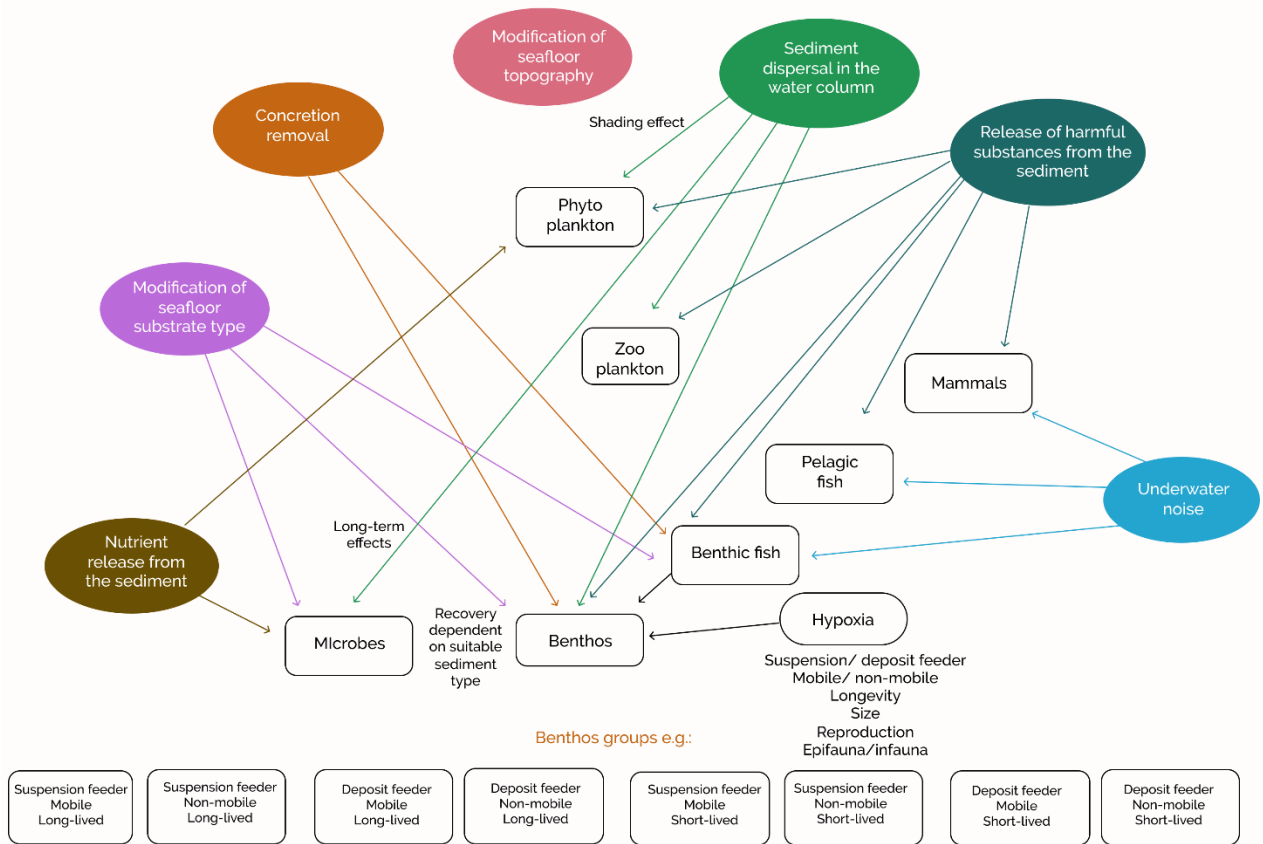 Modification of
seafloor
topography
Sediment
dispersal in the
water column
Concretion
removal
Shading effect
Release of harmful
substances from the
sediment
Phyto
plankton
Modification of
seafloor
substrate type
Zoo
plankton
Mammals
Pelagic
fish
Underwater
noise
Nutrient
release from
the sediment
Long-term
effects
Benthic fish
MIcrobes
Recovery
dependent
on suitable
sediment
type
Benthos
Hypoxia
Suspension/ deposit feeder
Mobile/ non-mobile
Longevity
Size
Reproduction
Epifauna/infauna
Benthos groups e.g.:
Suspension feeder
Mobile
Long-lived
Suspension feeder
Non-mobile
Long-lived
Deposit feeder
Mobile
Long-lived
Deposit feeder
Non-mobile
Long-lived
Suspension feeder
Mobile
Short-lived
Suspension feeder
Non-mobile
Short-lived
Deposit feeder
Mobile
Short-lived
Deposit feeder
Non-mobile
Short-lived